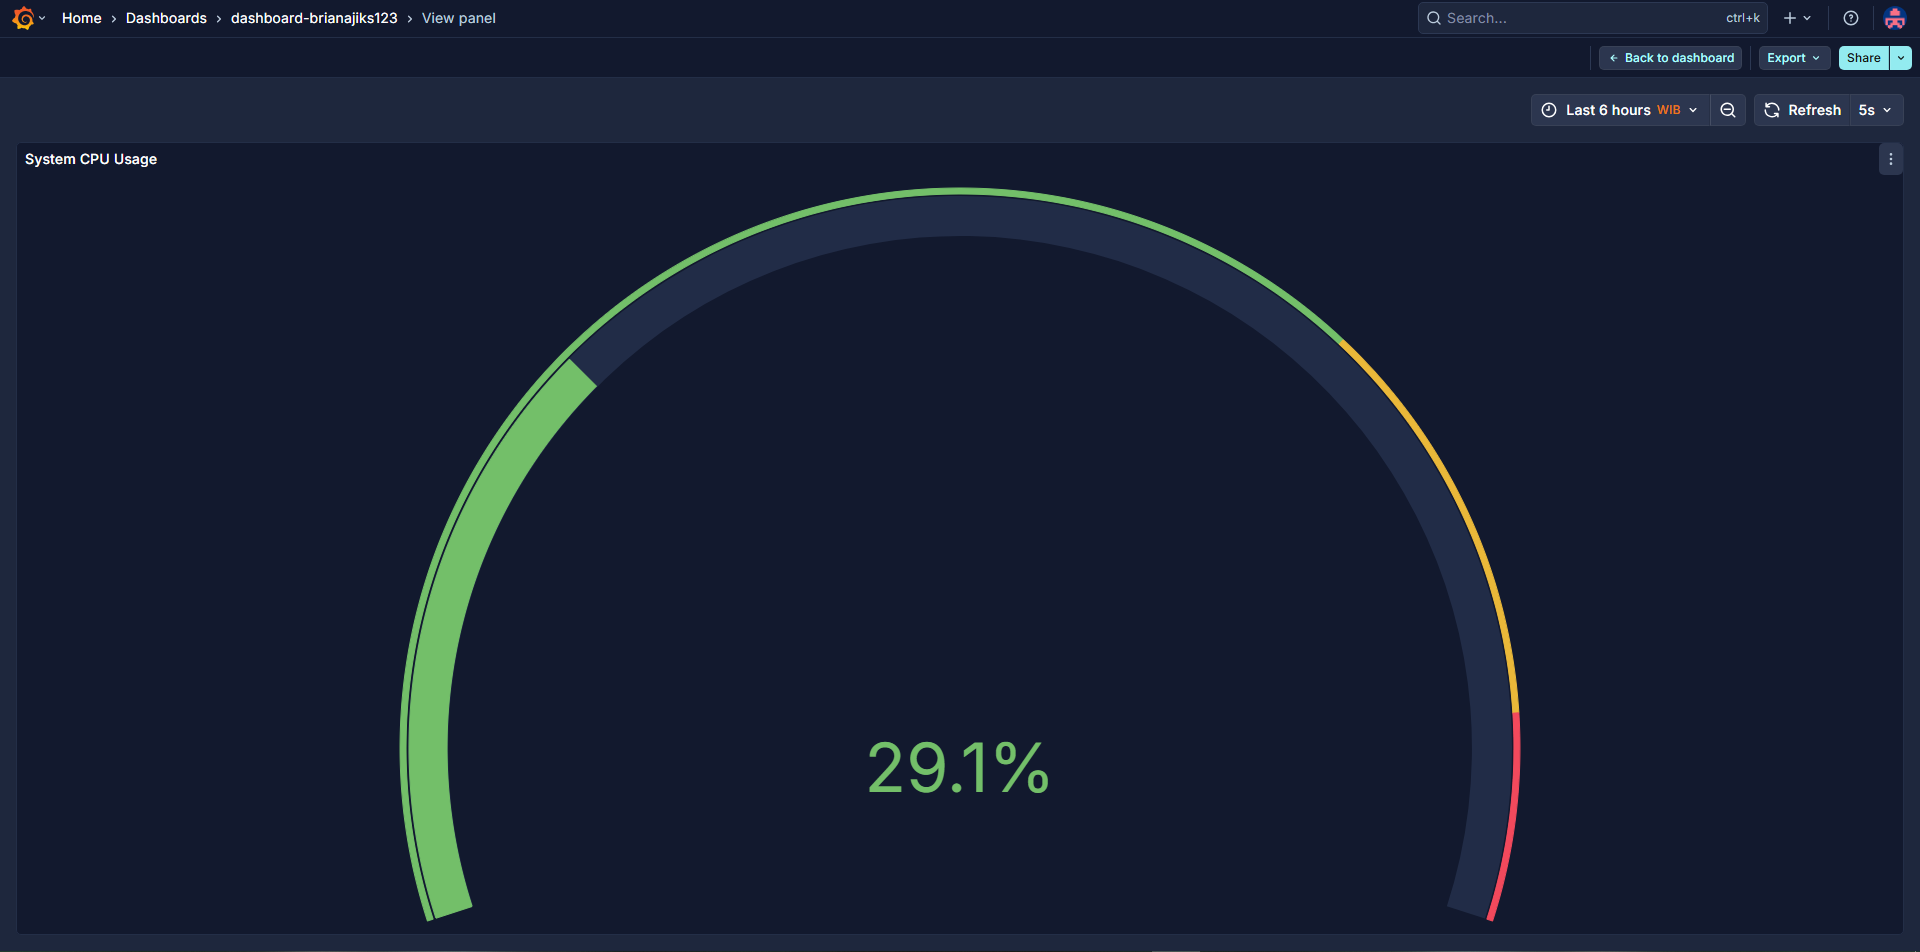 Home › Dashboards › dashboard-brianajiks123 › View panel
Search... ctrl+k
Back to dashboard Export Share
Last 6 hours WIB Refresh 5s
System CPU Usage
29.1%